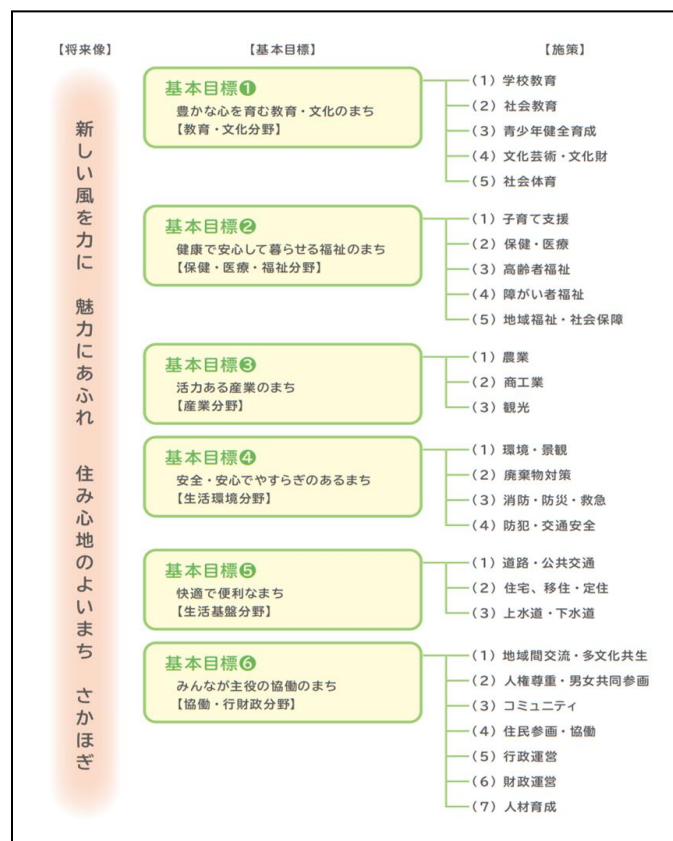 【将来像】
【基本目標】
【施策】
新しい風を力に 魅力にあふれ 住み心地のよいまち さかほぎ
基本目標❶
豊かな心を育む教育・文化のまち
【教育・文化分野】
(1) 学校教育
(2) 社会教育
(3) 青少年健全育成
(4) 文化芸術・文化財
(5) 社会体育
基本目標❷
健康で安心して暮らせる福祉のまち
【保健・医療・福祉分野】
(1) 子育て支援
(2) 保健・医療
(3) 高齢者福祉
(4) 障がい者福祉
(5) 地域福祉・社会保障
基本目標❸
活力ある産業のまち
【産業分野】
(1) 農業
(2) 商工業
(3) 観光
基本目標❹
安全・安心でやすらぎのあるまち
【生活環境分野】
(1) 環境・景観
(2) 廃棄物対策
(3) 消防・防災・救急
(4) 防犯・交通安全
基本目標❺
快適で便利なまち
【生活基盤分野】
(1) 道路・公共交通
(2) 住宅、移住・定住
(3) 上水道・下水道
基本目標❻
みんなが主役の協働のまち
【協働・行財政分野】
(1) 地域間交流・多文化共生
(2) 人権尊重・男女共同参画
(3) コミュニティ
(4) 住民参画・協働
(5) 行政運営
(6) 財政運営
(7) 人材育成